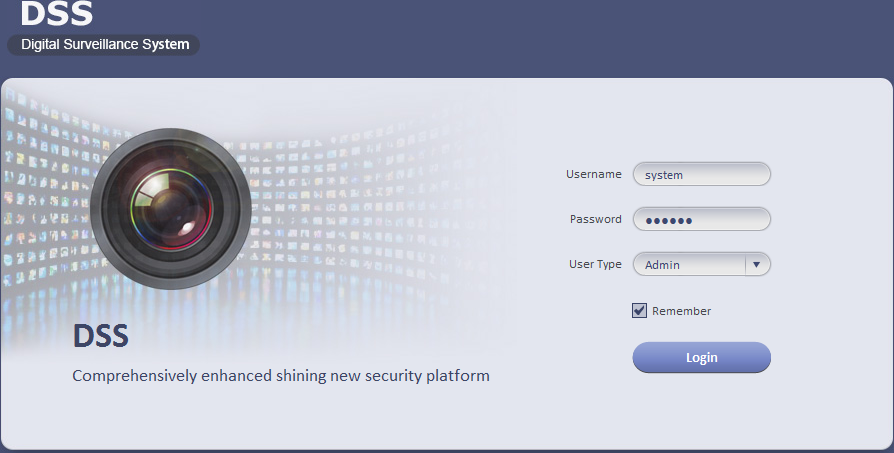 DSS
Digital Surveillance System
Username system
Password ●●●●●●
User Type Admin
Remember
Login
DSS
Comprehensively enhanced shining new security platform